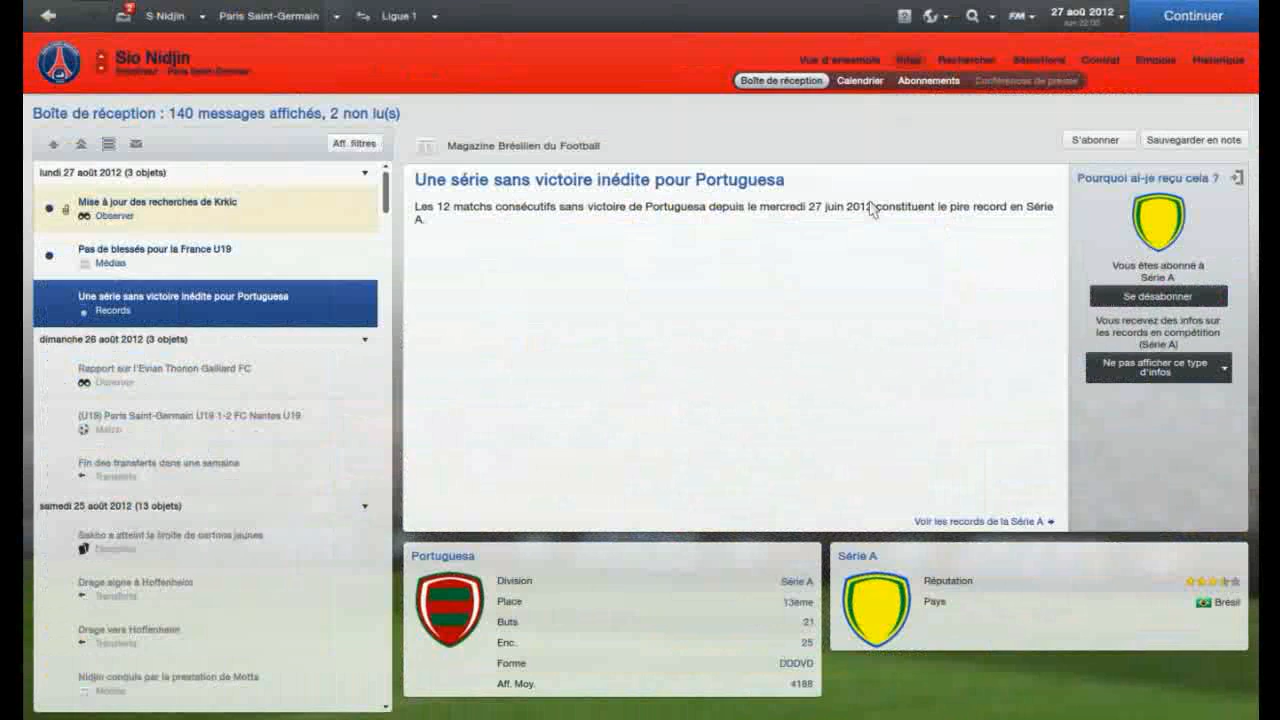 2
S Nidjin
Paris Saint-Germain
Ligue 1
FM
27 août 2012
Continuer
Sio Nidjin
Vue d'ensemble
Infos
Rechercher
Contrat
Emplois
Historique
Boîte de réception
Calendrier
Abonnements
Conférences de presse
Boîte de réception : 140 messages affichés, 2 non lu(s)
Aff. filtres
lundi 27 août 2012 (3 objets)
Mise à jour des recherches de Krkic
Observer
Pas de blessés pour la France U19
Médias
Une série sans victoire inédite pour Portuguesa
Records
dimanche 26 août 2012 (3 objets)
Rapport sur l'Evian Thonon Gaillard FC
Observer
(U19) Paris Saint-Germain U19 1-2 FC Nantes U19
Match
Fin des transferts dans une semaine
Transferts
samedi 25 août 2012 (13 objets)
Sakho a atteint la limite de cartons jaunes
Discipline
Drago signe à Hoffenheim
Transferts
Drago vers Hoffenheim
Transferts
Nidjin conquis par la prestation de Motta
Magazine Brésilien du Football
S'abonner
Sauvegarder en note
Une série sans victoire inédite pour Portuguesa
Les 12 matchs consécutifs sans victoire de Portuguesa depuis le mercredi 27 juin 2012 constituent le pire record en Série
A.
Voir les records de la Série A
Pourquoi ai-je reçu cela ?
Vous êtes abonné à
Série A
Se désabonner
Vous recevez des infos sur
les records en compétition
(Série A)
Ne pas afficher ce type
d'infos
Portuguesa
Division Série A
Place 13ème
Buts 21
Enc. 25
Forme DDDVD
Aff. Moy. 4188
Série A
Réputation
Pays Brésil